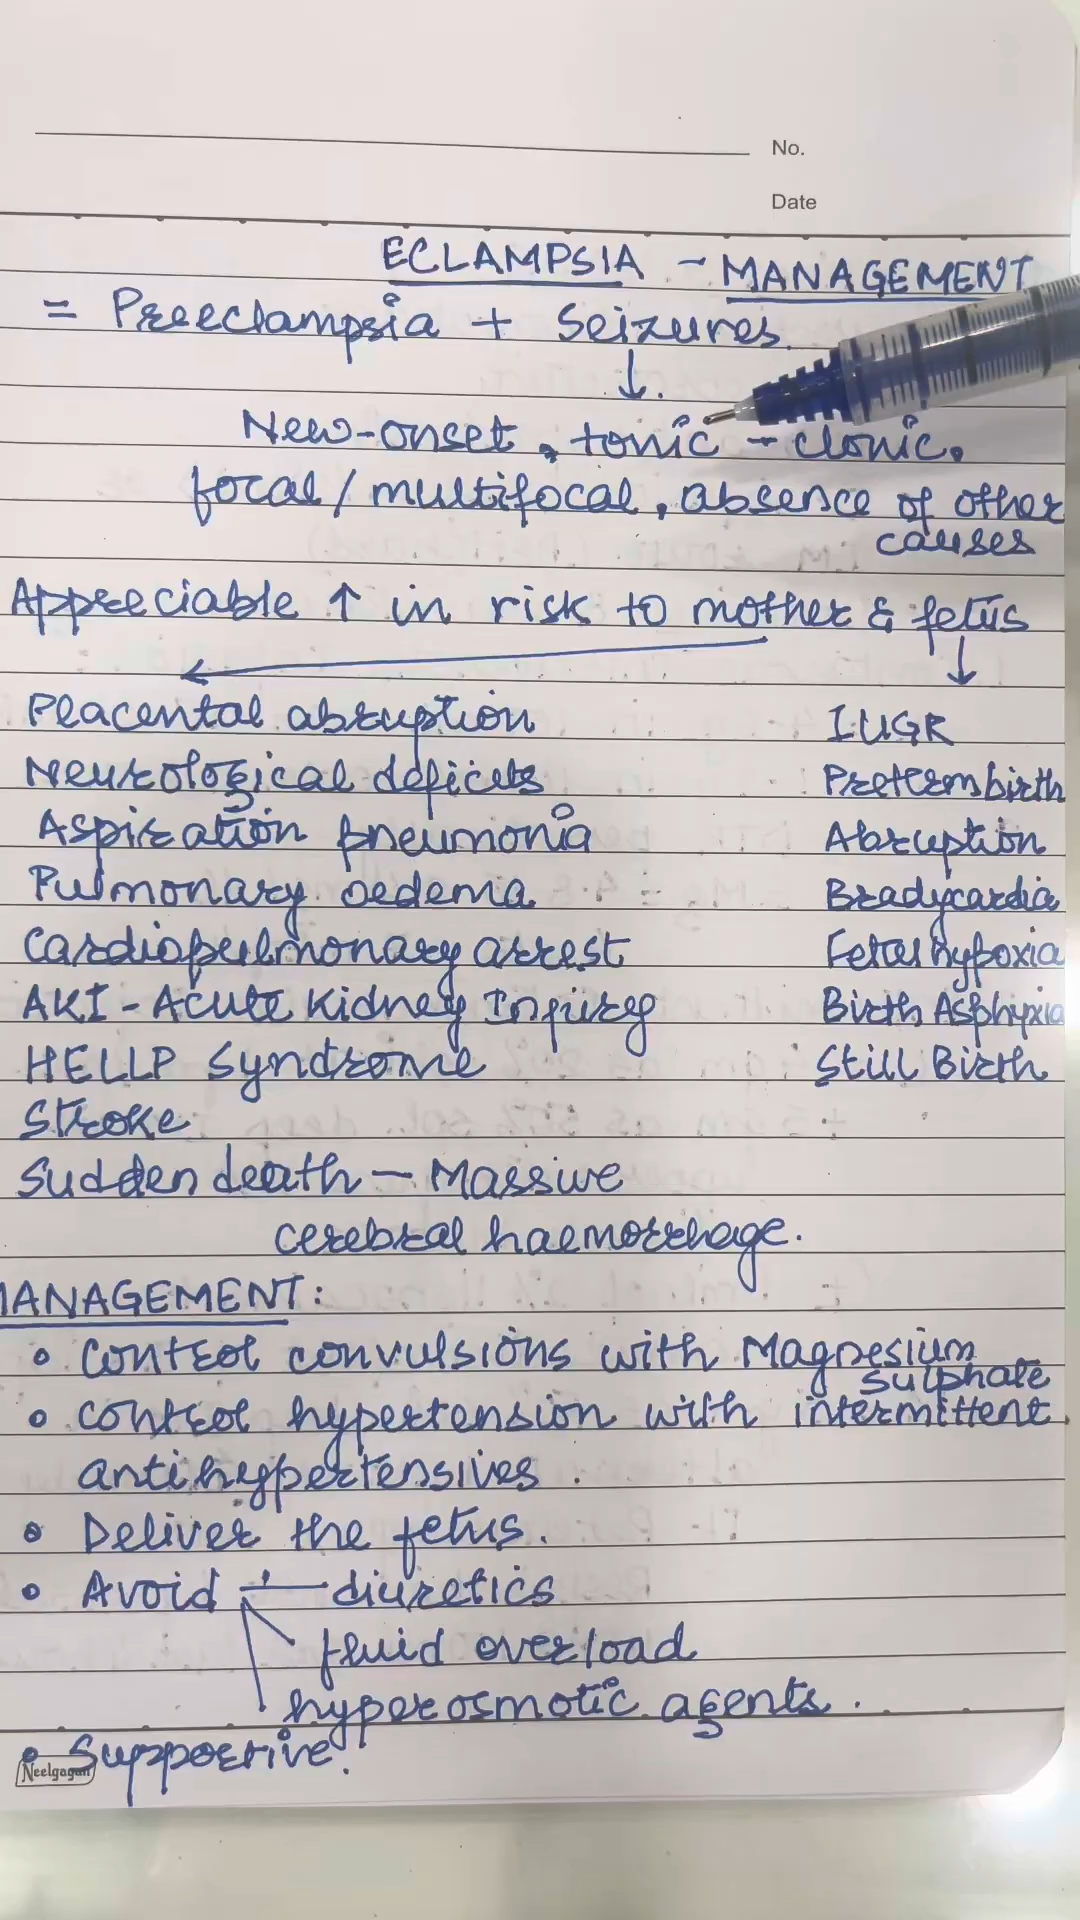 No.
Date
ECLAMPSIA - MANAGEMENT
= Preeclampsia + Seizures.
↓.
New-onset, tonic - clonic,
focal / multifocal, absence of other
causes
Appreciable ↑ in risk to mother & fetus
Placental abruption IUGR
Neurological deficits Preterm birth
Aspiration pneumonia Abruption
Pulmonary oedema Bradycardia
Cardiopulmonary arrest Fetal hypoxia
AKI - Acute Kidney Injury Birth Asphyxia
HELLP Syndrome Still Birth
Stroke
Sudden death - Massive
cerebral haemorrhage.
MANAGEMENT:
• Control convulsions with Magnesium
sulphate
• Control hypertension with intermittent
antihypertensives.
• Deliver the fetus.
• Avoid diuretics
fluid overload
hyperosmotic agents.
• Supportive.
Neelgagan